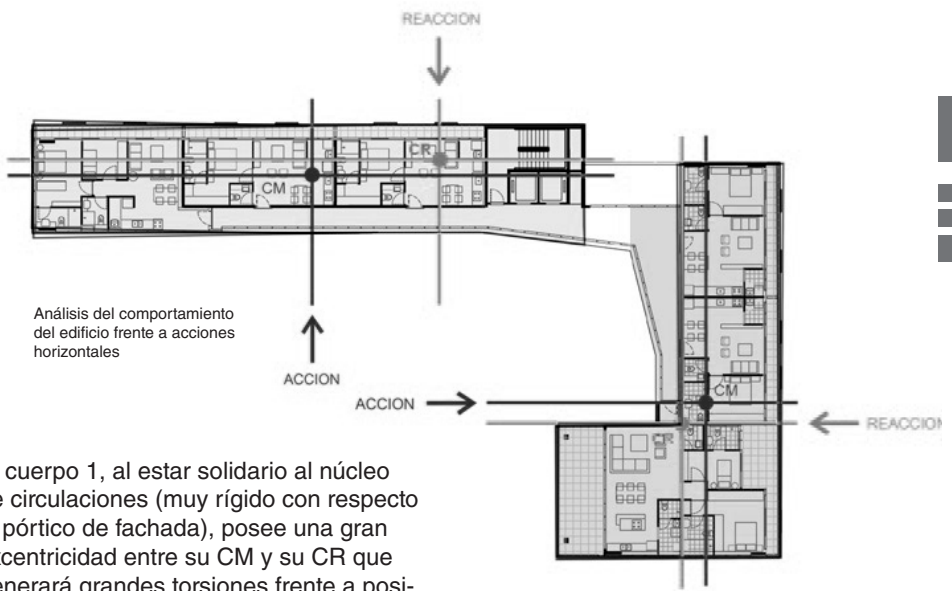 REACCION
CR
CM
Análisis del comportamiento
del edificio frente a acciones
horizontales
ACCION
CM
ACCION
REACCION
CR
cuerpo 1, al estar solidario al núcleo
circulaciones (muy rígido con respecto
pórtico de fachada), posee una gran
centricidad entre su CM y su CR que
nerará grandes torsiones frente a posi-